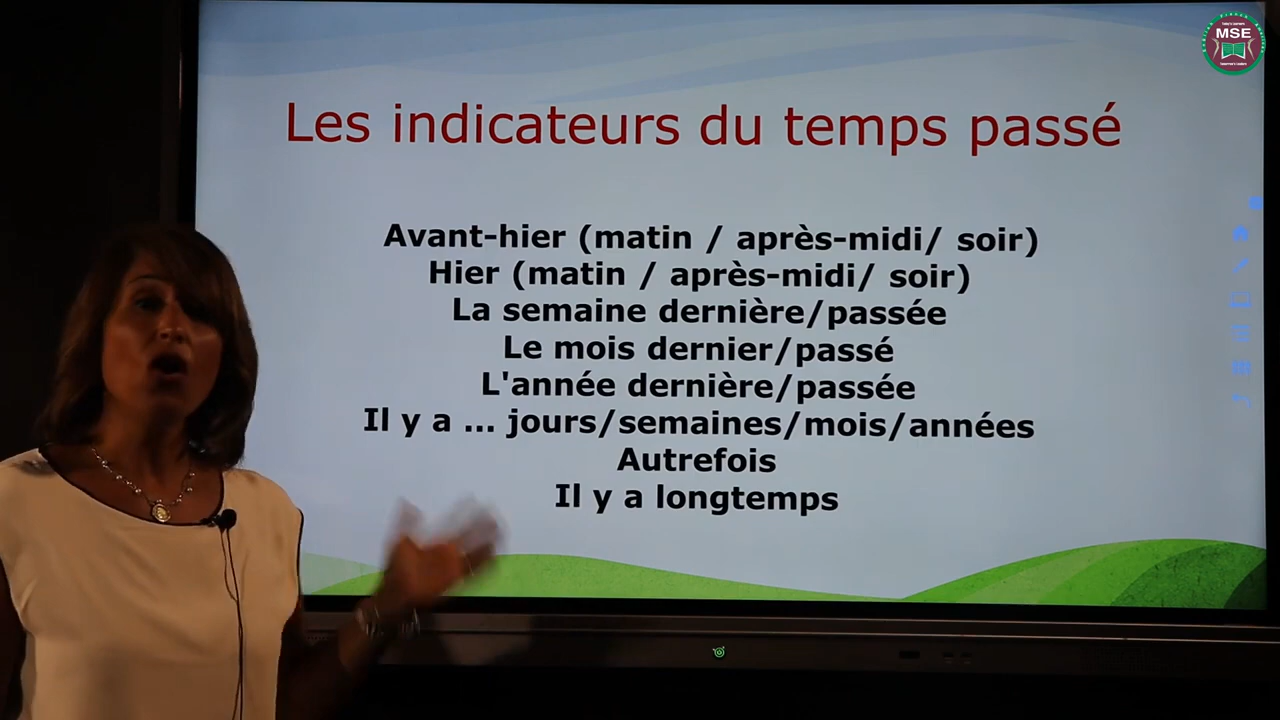 MSE
Les indicateurs du temps passé
Avant-hier (matin / après-midi/ soir)
Hier (matin / après-midi/ soir)
La semaine dernière/passée
Le mois dernier/passé
L'année dernière/passée
Il y a ... jours/semaines/mois/années
Autrefois
Il y a longtemps